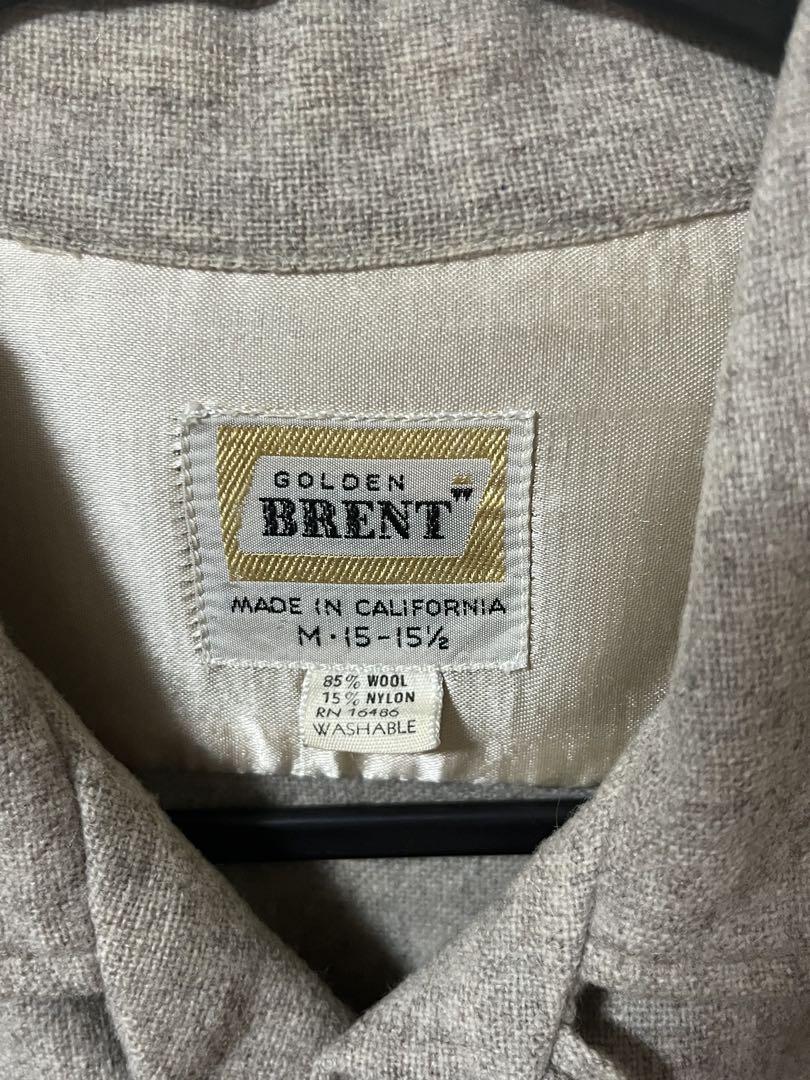 GOLDEN
BRENT
MADE IN CALIFORNIA
M • 15 - 15½
85% WOOL
15% NYLON
RN 16486
WASHABLE